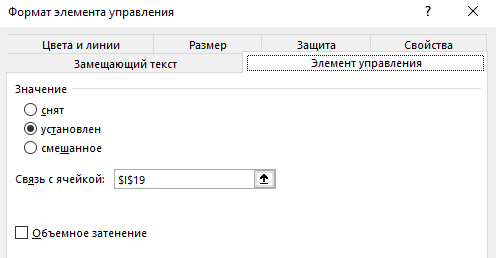 Формат элемента управления ? ×
Цвета и линии Размер Защита Свойства
Замещающий текст Элемент управления
Значение
снят
установлен
смешанное
Связь с ячейкой: $I$19
Объемное затенение